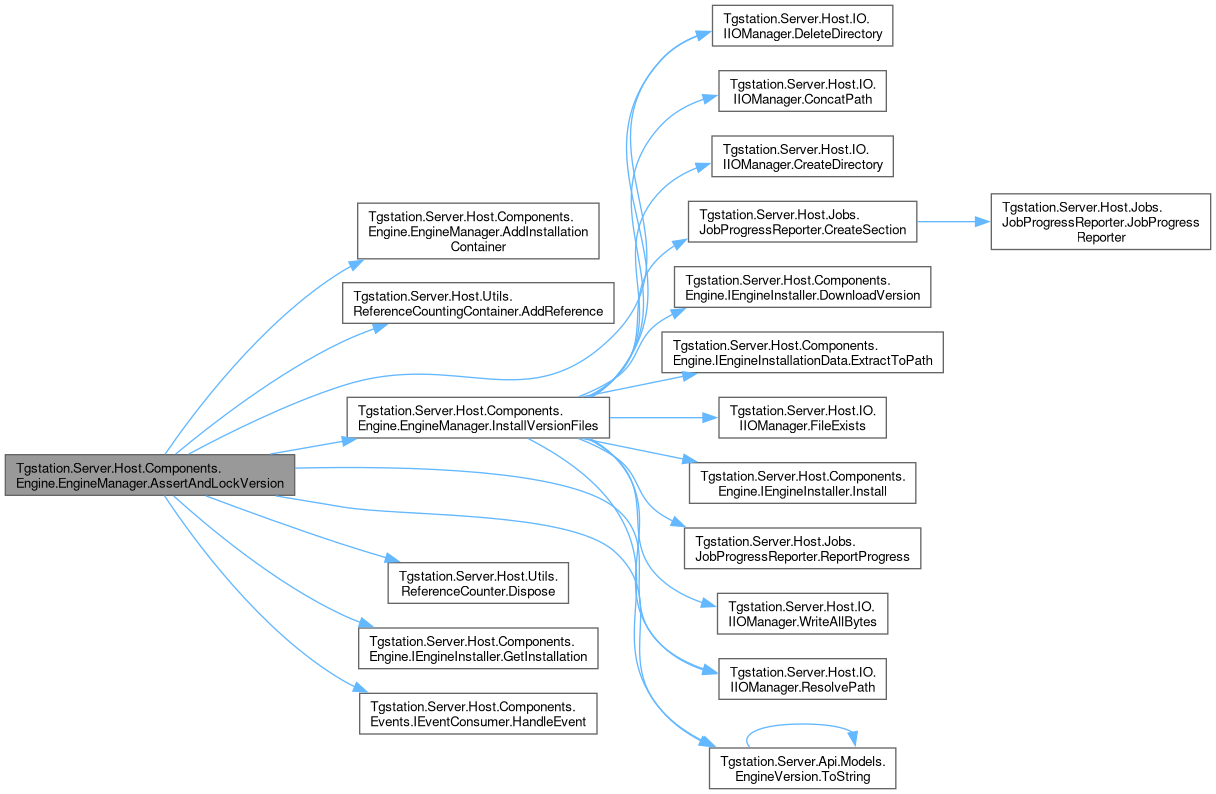 Tgstation.Server.Host.Components.
Engine.EngineManager.AssertAndLockVersion
Tgstation.Server.Host.Components.
Engine.EngineManager.AddInstallation
Container
Tgstation.Server.Host.Utils.
ReferenceCountingContainer.AddReference
Tgstation.Server.Host.Components.
Engine.EngineManager.InstallVersionFiles
Tgstation.Server.Host.Utils.
ReferenceCounter.Dispose
Tgstation.Server.Host.Components.
Engine.IEngineInstaller.GetInstallation
Tgstation.Server.Host.Components.
Events.IEventConsumer.HandleEvent
Tgstation.Server.Host.IO.
IIOManager.DeleteDirectory
Tgstation.Server.Host.IO.
IIOManager.ConcatPath
Tgstation.Server.Host.IO.
IIOManager.CreateDirectory
Tgstation.Server.Host.Jobs.
JobProgressReporter.CreateSection
Tgstation.Server.Host.Components.
Engine.IEngineInstaller.DownloadVersion
Tgstation.Server.Host.Components.
Engine.IEngineInstallationData.ExtractToPath
Tgstation.Server.Host.IO.
IIOManager.FileExists
Tgstation.Server.Host.Components.
Engine.IEngineInstaller.Install
Tgstation.Server.Host.Jobs.
JobProgressReporter.ReportProgress
Tgstation.Server.Host.IO.
IIOManager.WriteAllBytes
Tgstation.Server.Host.IO.
IIOManager.ResolvePath
Tgstation.Server.Api.Models.
EngineVersion.ToString
Tgstation.Server.Host.Jobs.
JobProgressReporter.JobProgress
Reporter